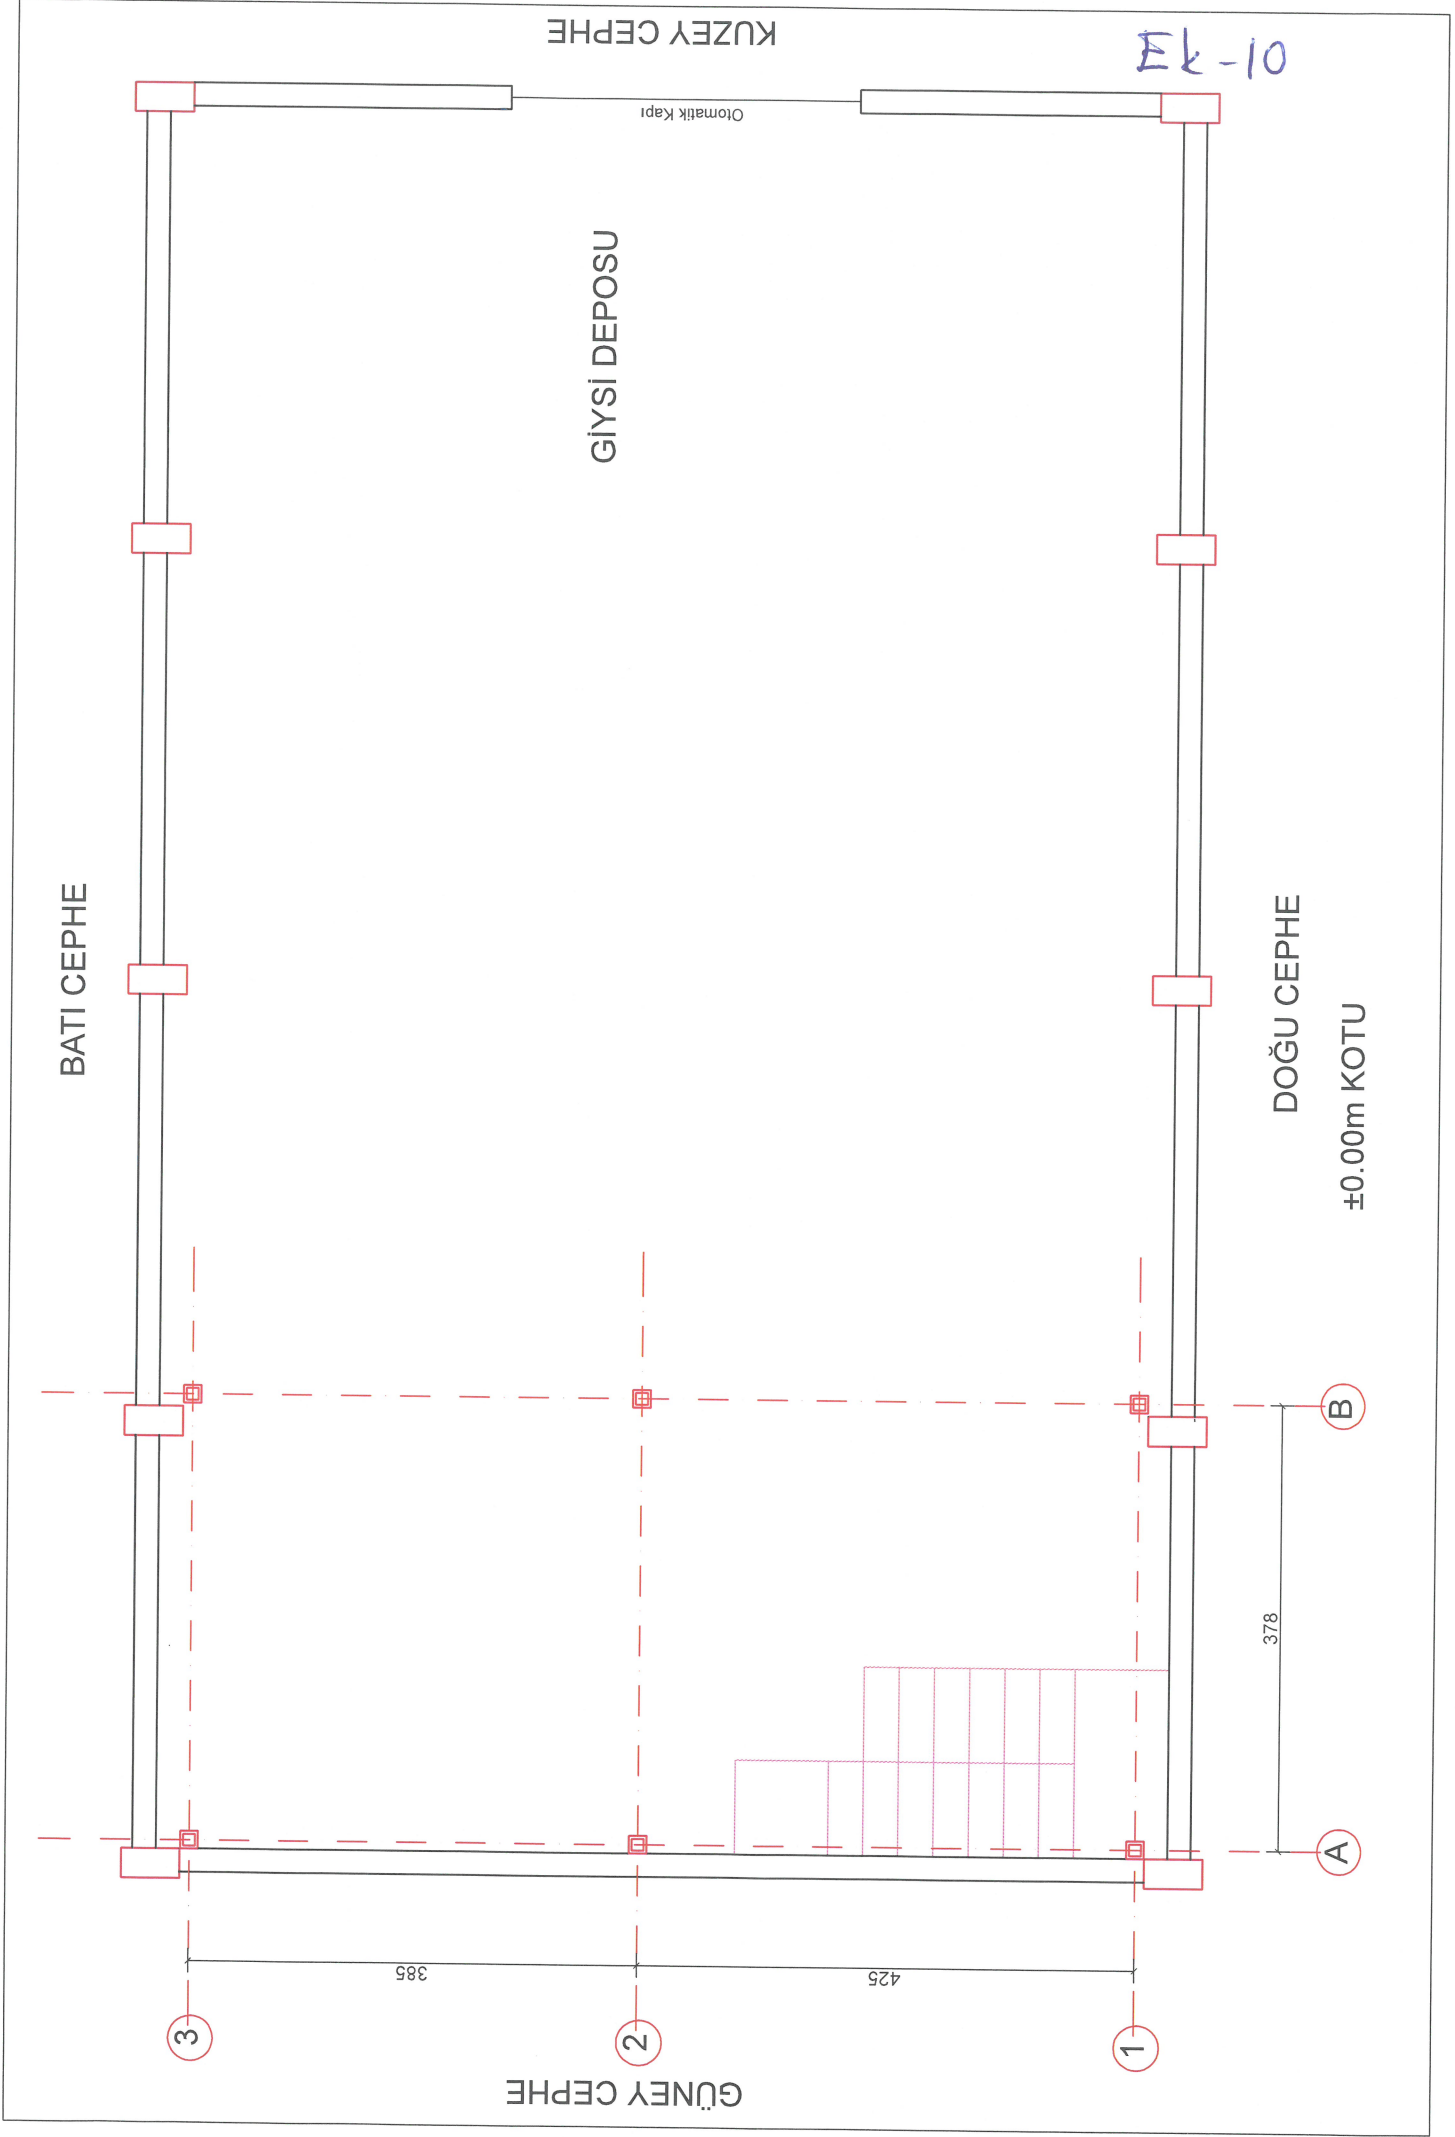 KUZEY CEPHE
Ek-10
Otomatik Kapı
GİYSİ DEPOSU
BATI CEPHE
DOĞU CEPHE
±0.00m KOTU
B
378
A
385
425
3
2
1
GÜNEY CEPHE